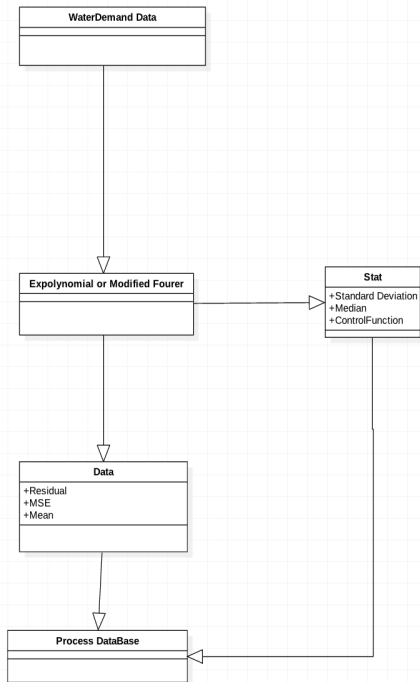 WaterDemand Data
Expolynomial or Modified Fourer
Stat
+Standard Deviation
+Median
+ControlFunction
Data
+Residual
+MSE
+Mean
Process DataBase